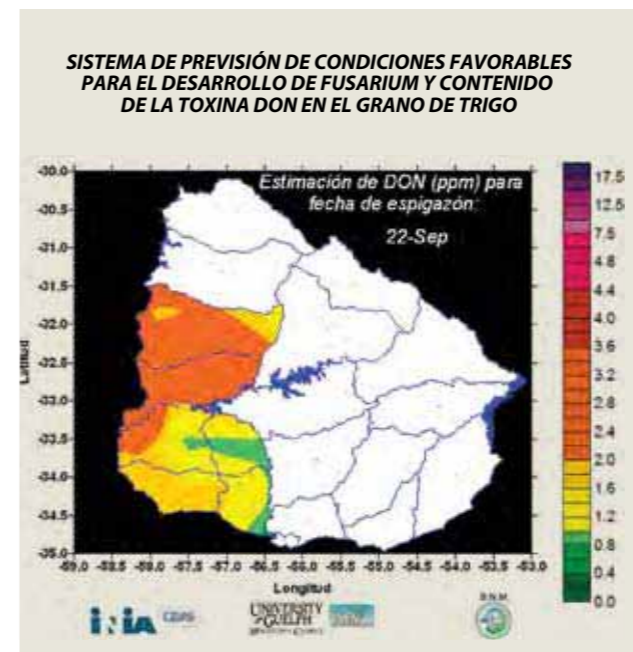 SISTEMA DE PREVISIÓN DE CONDICIONES FAVORABLES
PARA EL DESARROLLO DE FUSARIUM Y CONTENIDO
DE LA TOXINA DON EN EL GRANO DE TRIGO
Estimación de DON (ppm) para
fecha de espigazón:
22-Sep
-30.0
-30.5
-31.0
-31.5
-32.0
-32.5
-33.0
-33.5
-34.0
-34.5
-35.0
Latitud
-59.0 -58.5 -58.0 -57.5 -57.0 -56.5 -56.0 -55.5 -55.0 -54.5 -54.0 -53.5 -53.0
Longitud
17.5
12.5
7.5
4.8
4.4
4.0
3.6
3.2
2.8
2.4
2.0
1.6
1.2
0.8
0.4
0.0
INIA
UNIVERSITY
OF GUELPH
D.N.M.